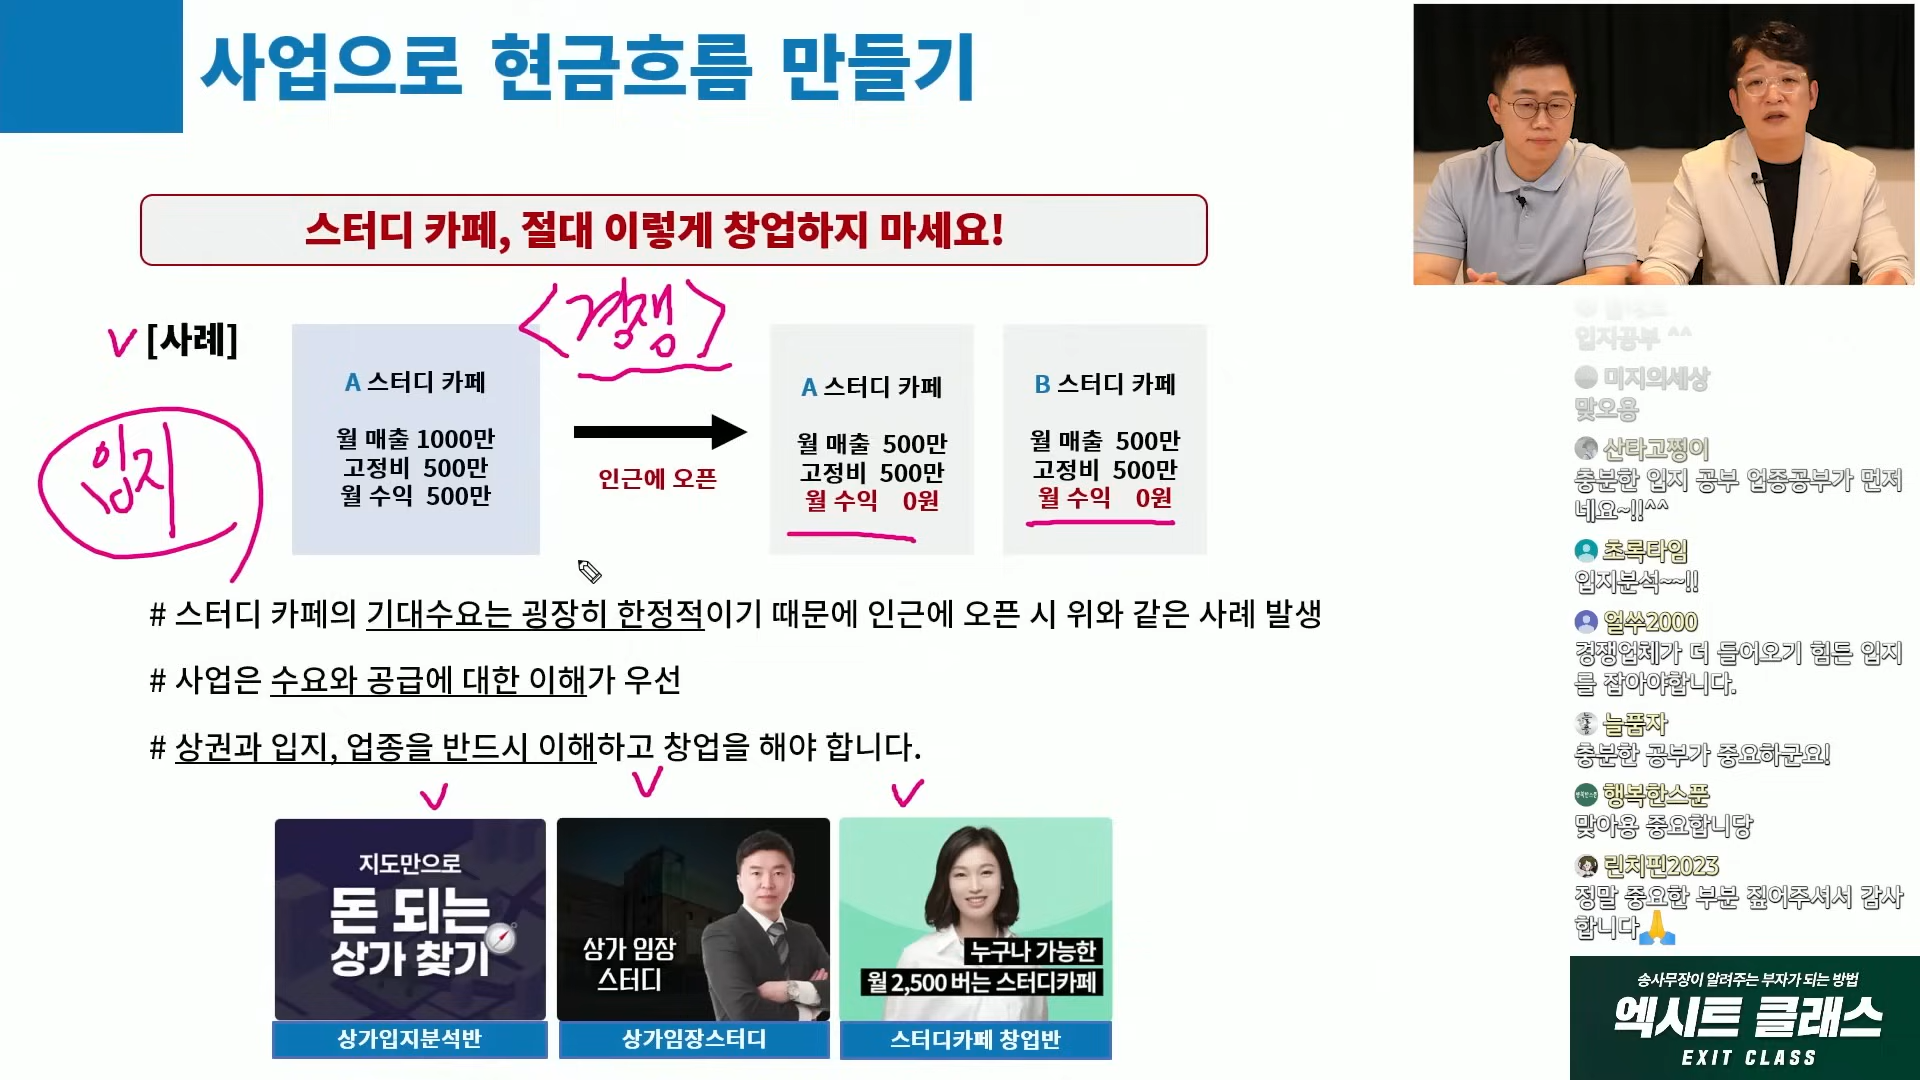 사업으로 현금흐름 만들기
스터디 카페, 절대 이렇게 창업하지 마세요!
[사례]
입지
A 스터디 카페
월 매출 1000만
고정비 500만
월 수익 500만
<경쟁>
인근에 오픈
A 스터디 카페
월 매출 500만
고정비 500만
월 수익 0원
B 스터디 카페
월 매출 500만
고정비 500만
월 수익 0원
# 스터디 카페의 기대수요는 굉장히 한정적이기 때문에 인근에 오픈 시 위와 같은 사례 발생
# 사업은 수요와 공급에 대한 이해가 우선
# 상권과 입지, 업종을 반드시 이해하고 창업을 해야 합니다.
지도만으로
돈 되는
상가 찾기
상가입지분석반
상가 임장
스터디
상가임장스터디
누구나 가능한
월 2,500 버는 스터디카페
스터디카페 창업반
입지공부 ^^
미지의세상
맞오용
산타고찡이
충분한 입지 공부 업종공부가 먼저
네요~!!^^
초록타임
입지분석~~!!
얼쑤2000
경쟁업체가 더 들어오기 힘든 입지
를 잡아야합니다.
늘품자
충분한 공부가 중요하군요!
행복한스푼
맞아용 중요합니당
린치핀2023
정말 중요한 부분 짚어주셔서 감사
합니다🙏
송사무장이 알려주는 부자가 되는 방법
엑시트 클래스
EXIT CLASS